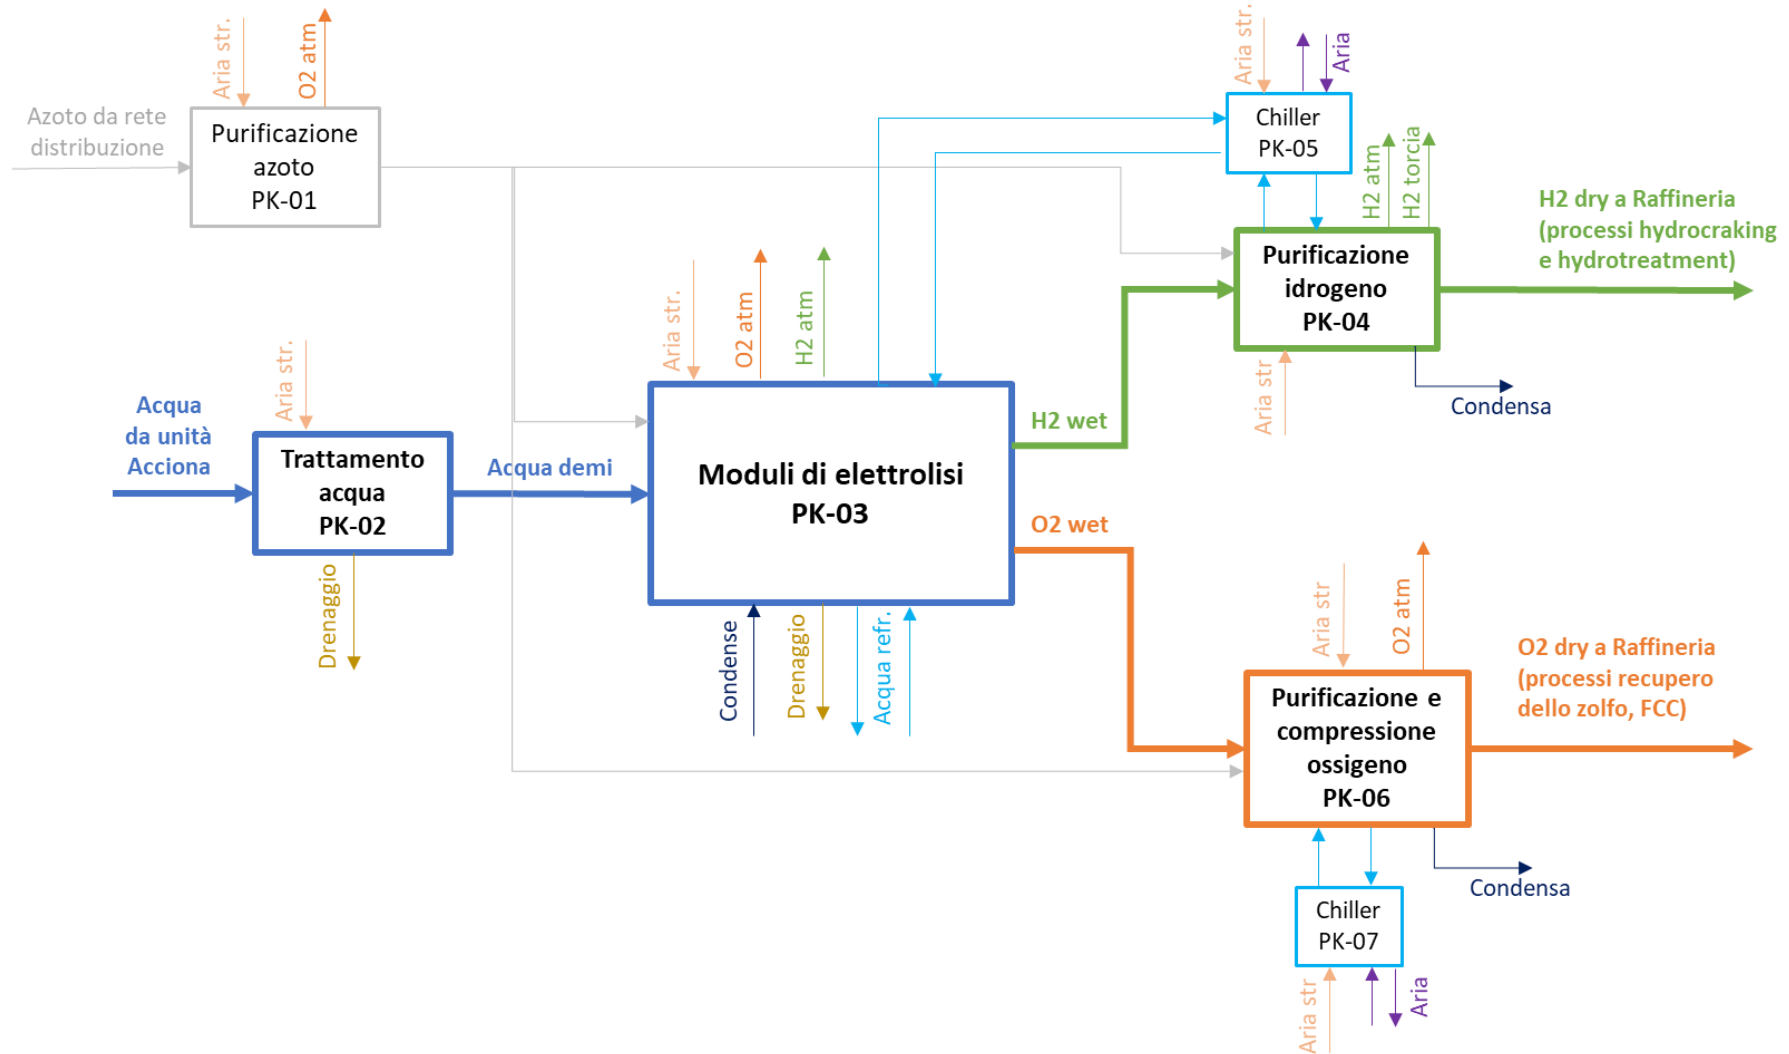 Aria str.
O2 atm
Azoto da rete
distribuzione
Purificazione
azoto
PK-01
Aria str.
Aria
Chiller
PK-05
H2 atm
H2 torcia
H2 dry a Raffineria
(processi hydrocraking
e hydrotreatment)
Purificazione
idrogeno
PK-04
Aria str
Condensa
Aria str.
O2 atm
H2 atm
Aria str.
Acqua
da unità
Acciona
Trattamento
acqua
PK-02
Drenaggio
Acqua demi
Moduli di elettrolisi
PK-03
H2 wet
O2 wet
Condense
Drenaggio
Acqua refr.
Aria str
O2 atm
O2 dry a Raffineria
(processi recupero
dello zolfo, FCC)
Purificazione e
compressione
ossigeno
PK-06
Condensa
Chiller
PK-07
Aria str
Aria